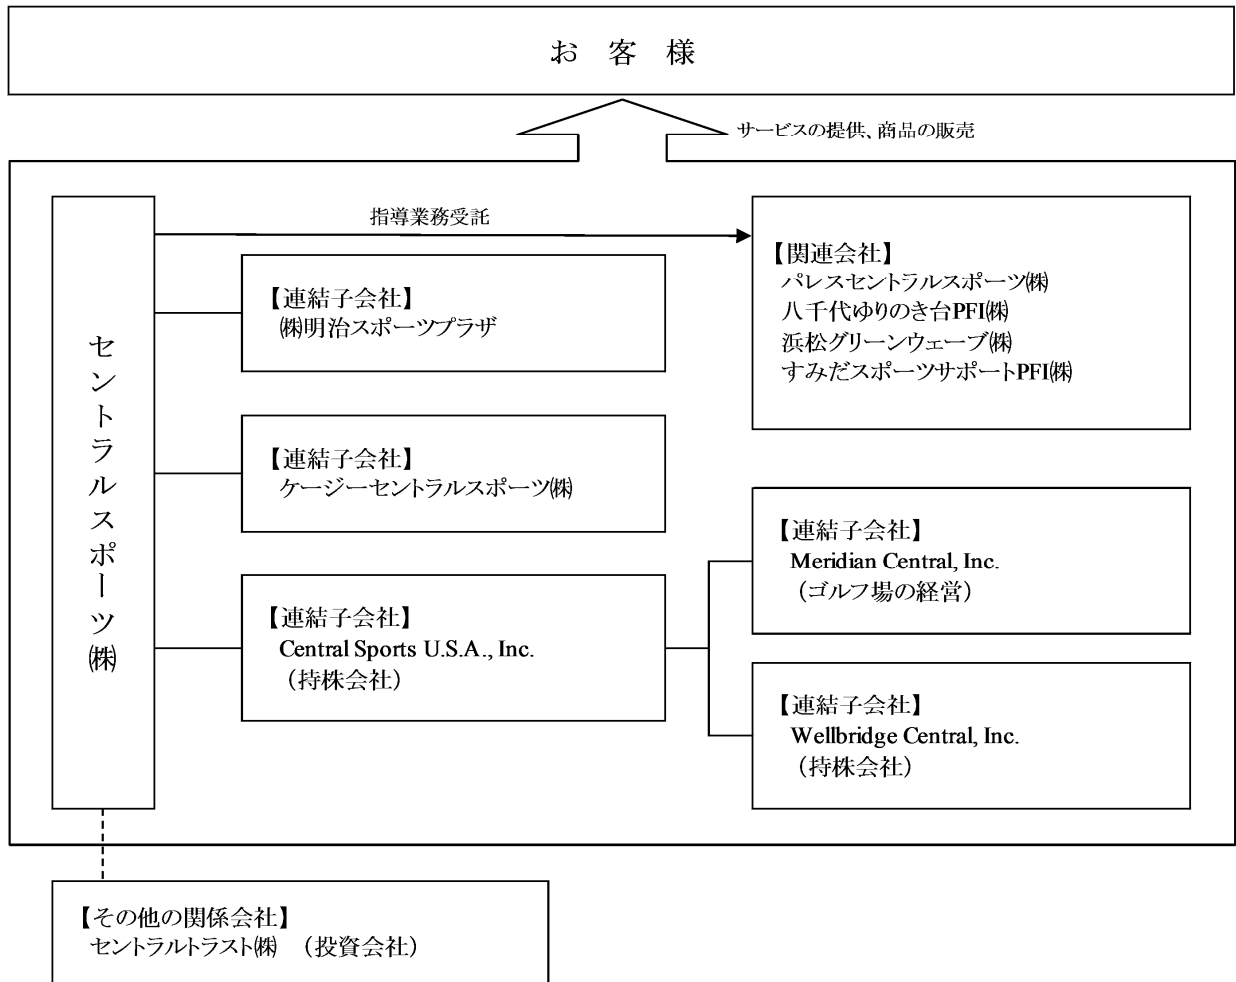 お客様
サービスの提供、商品の販売
セントラルスポーツ㈱
指導業務受託
【関連会社】
パレスセントラルスポーツ㈱
八千代ゆりのき台PFI㈱
浜松グリーンウェーブ㈱
すみだスポーツサポートPFI㈱
【連結子会社】
㈱明治スポーツプラザ
【連結子会社】
ケージーセントラルスポーツ㈱
【連結子会社】
Central Sports U.S.A., Inc.
(持株会社)
【連結子会社】
Meridian Central, Inc.
(ゴルフ場の経営)
【連結子会社】
Wellbridge Central, Inc.
(持株会社)
【その他の関係会社】
セントラルトラスト㈱ (投資会社)